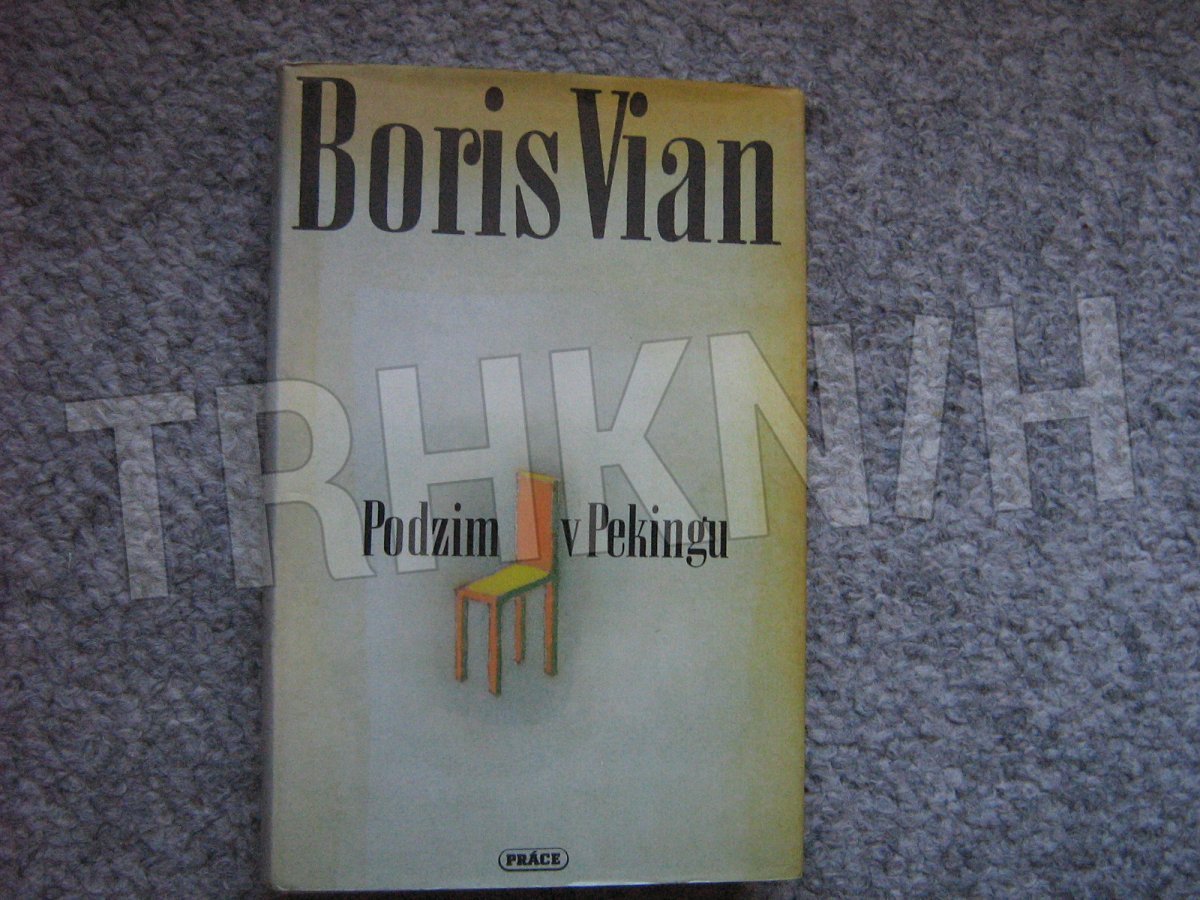 Boris Vian
TRHKNIH
Podzim v Pekingu
PRÁCE